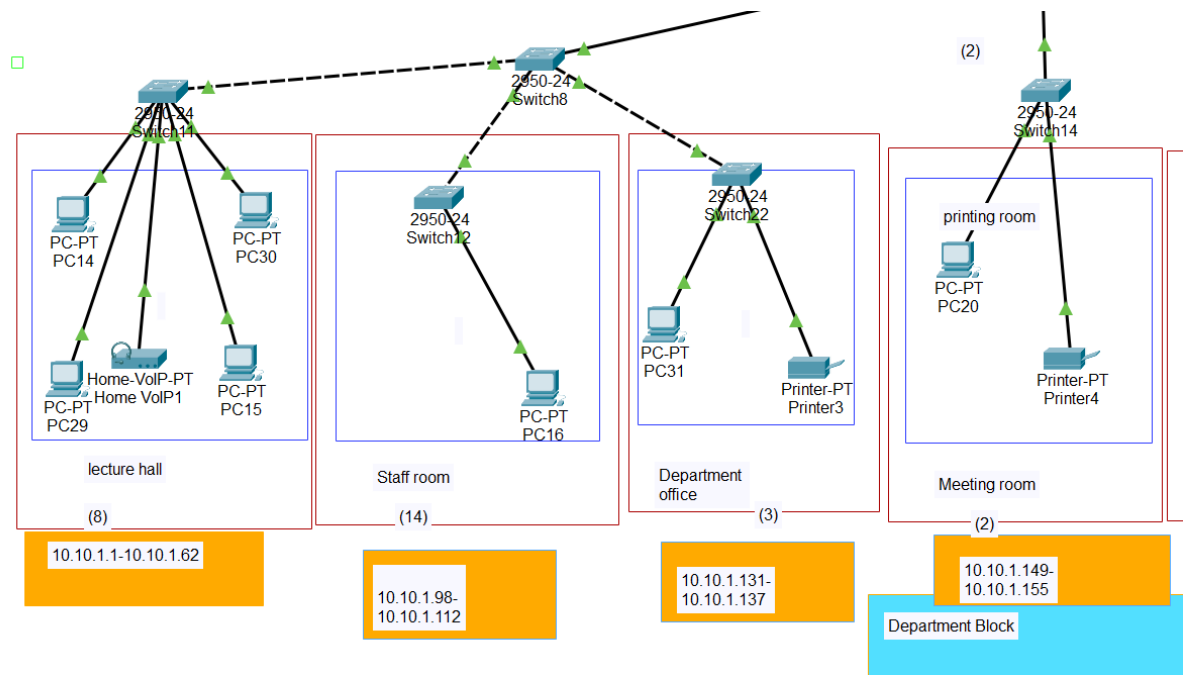 (2)
2950-24
Switch11
2950-24
Switch8
2950-24
Switch14
2950-24
Switch12
2950-24
Switch22
printing room
PC-PT
PC14
PC-PT
PC30
PC-PT
PC20
PC-PT
PC29
Home-VoIP-PT
Home VoIP1
PC-PT
PC15
PC-PT
PC16
PC-PT
PC31
Printer-PT
Printer3
Printer-PT
Printer4
lecture hall
Staff room
Department
office
Meeting room
(8)
(14)
(3)
(2)
10.10.1.1-10.10.1.62
10.10.1.98-
10.10.1.112
10.10.1.131-
10.10.1.137
10.10.1.149-
10.10.1.155
Department Block